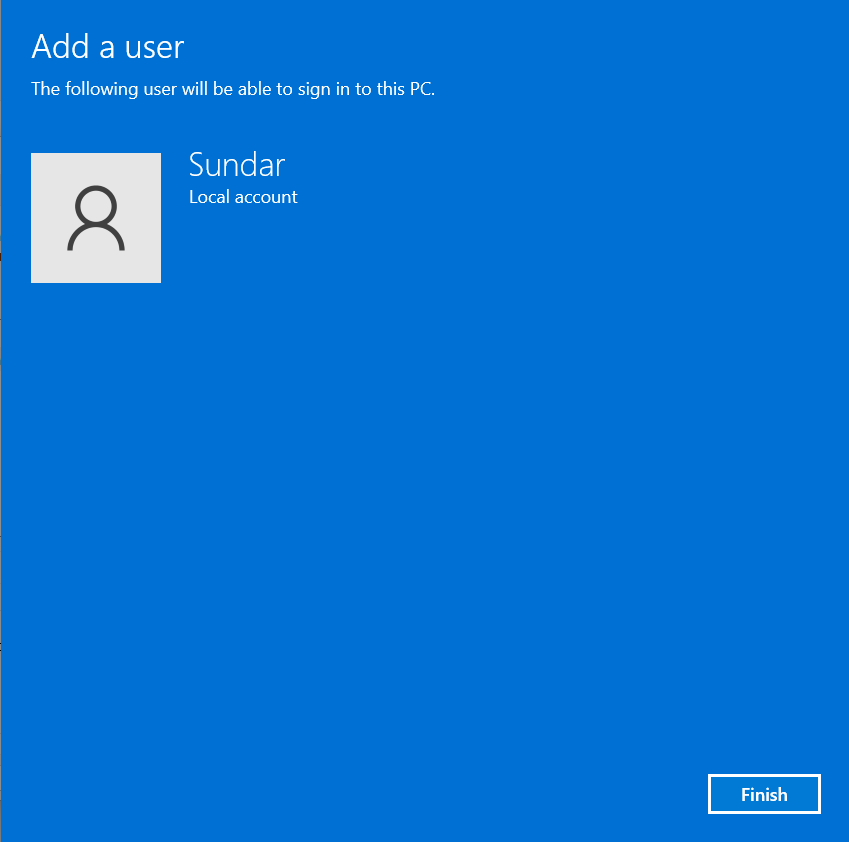 Add a user
The following user will be able to sign in to this PC.
Sundar
Local account
Finish